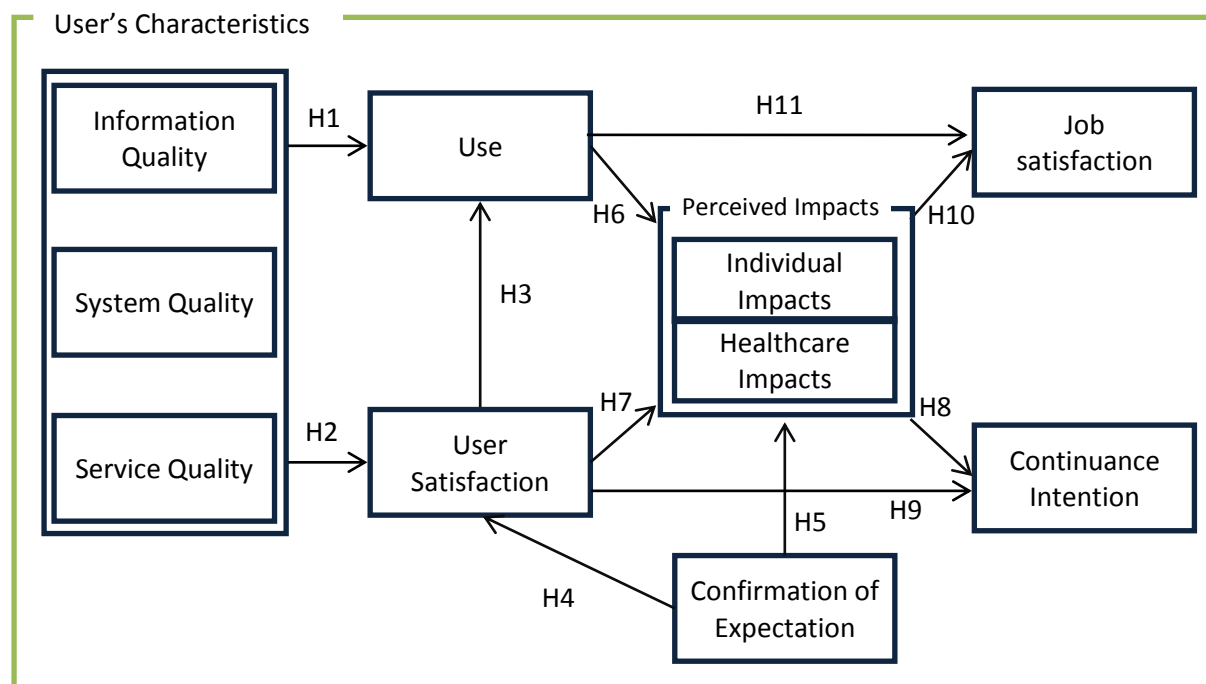 User’s Characteristics
Information
Quality
System Quality
Service Quality
H1
H2
Use
H3
User
Satisfaction
H11
H6
Perceived Impacts
Individual
Impacts
Healthcare
Impacts
H7
H10
H8
Job
satisfaction
Continuance
Intention
H9
H5
H4
Confirmation of
Expectation